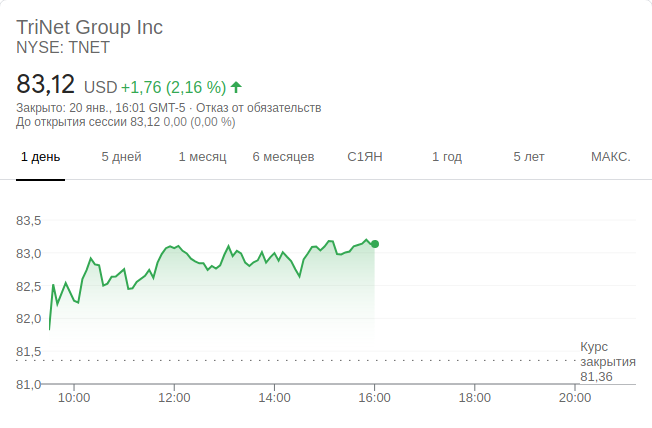 TriNet Group Inc
NYSE: TNET
83,12 USD +1,76 (2,16 %)
Закрыто: 20 янв., 16:01 GMT-5 · Отказ от обязательств
До открытия сессии 83,12 0,00 (0,00 %)
1 день 5 дней 1 месяц 6 месяцев С1ЯН 1 год 5 лет МАКС.
83,5
83,0
82,5
82,0
81,5
81,0
Курс
закрытия
81,36
10:00 12:00 14:00 16:00 18:00 20:00